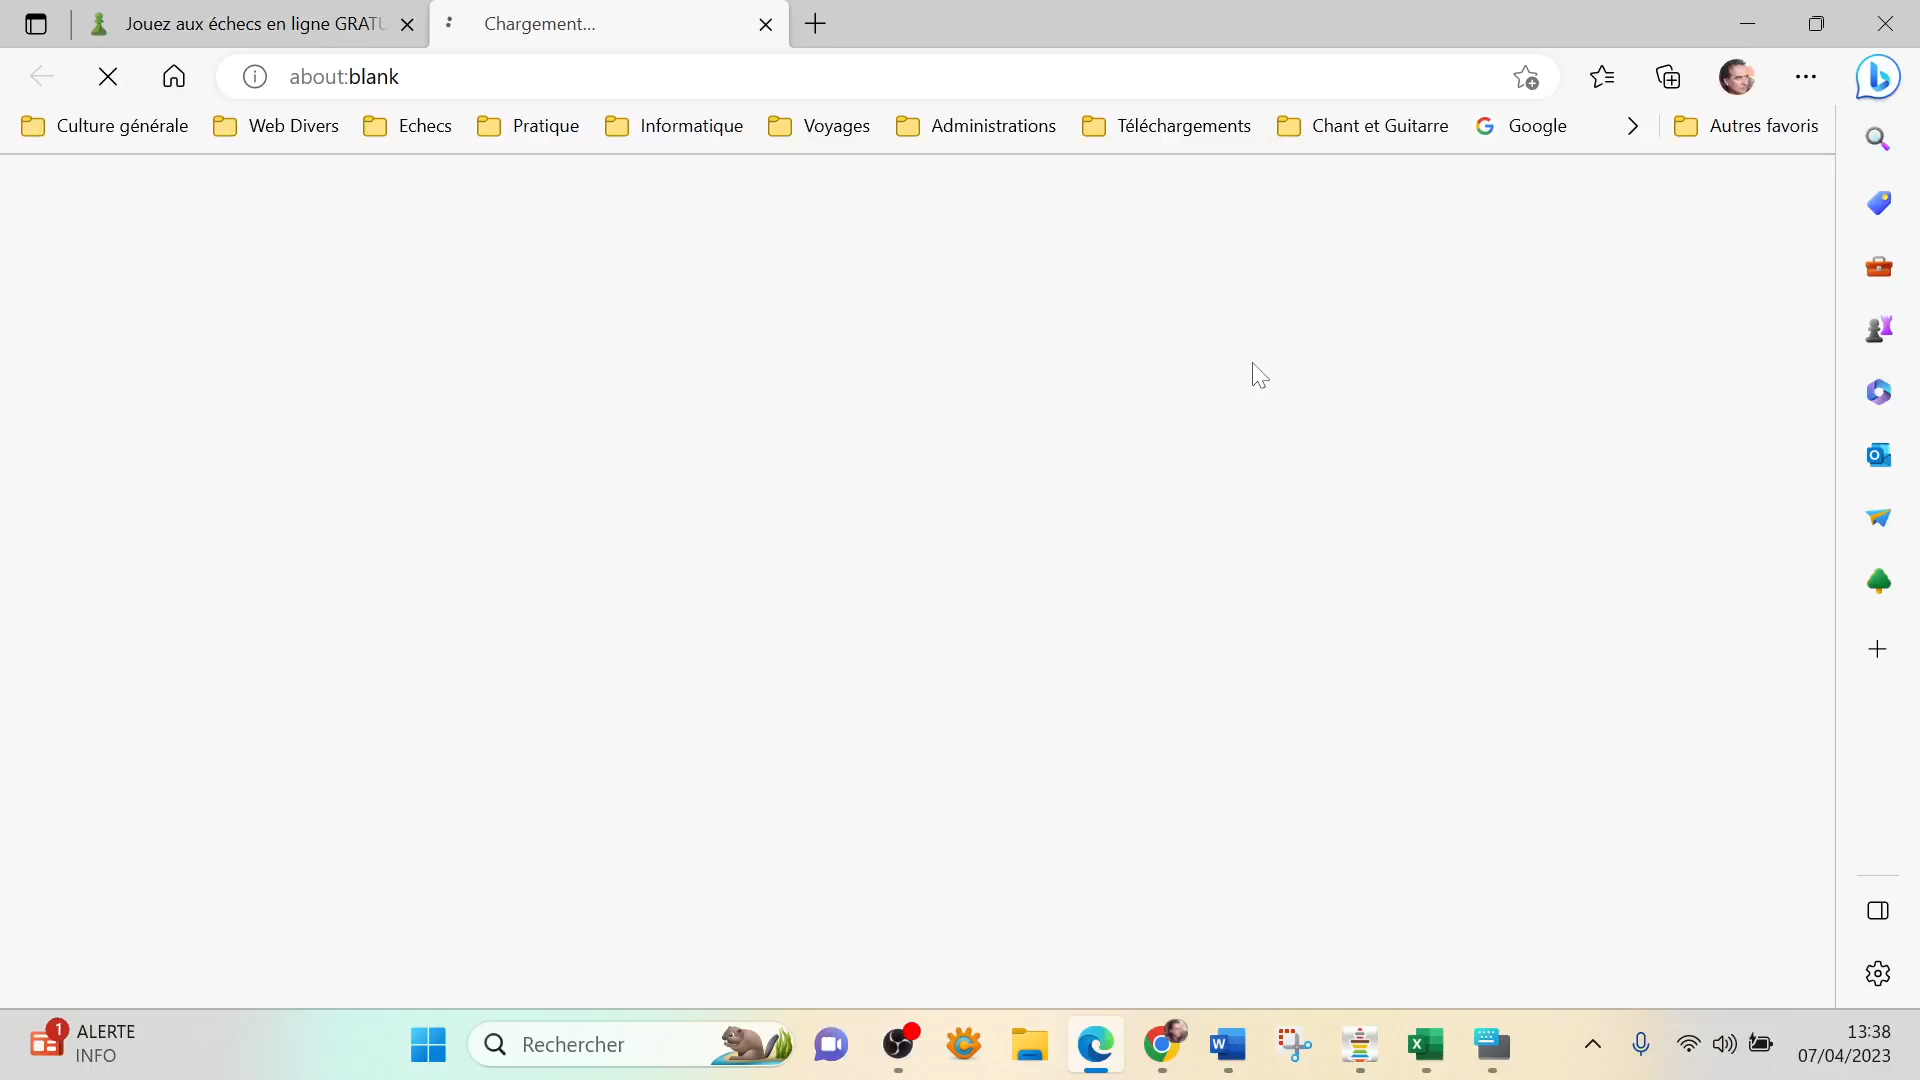 Jouez aux échecs en ligne GRATU
Chargement...
about:blank
Culture générale
Web Divers
Echecs
Pratique
Informatique
Voyages
Administrations
Téléchargements
Chant et Guitarre
Google
Autres favoris
1
ALERTE
INFO
Rechercher
13:38
07/04/2023